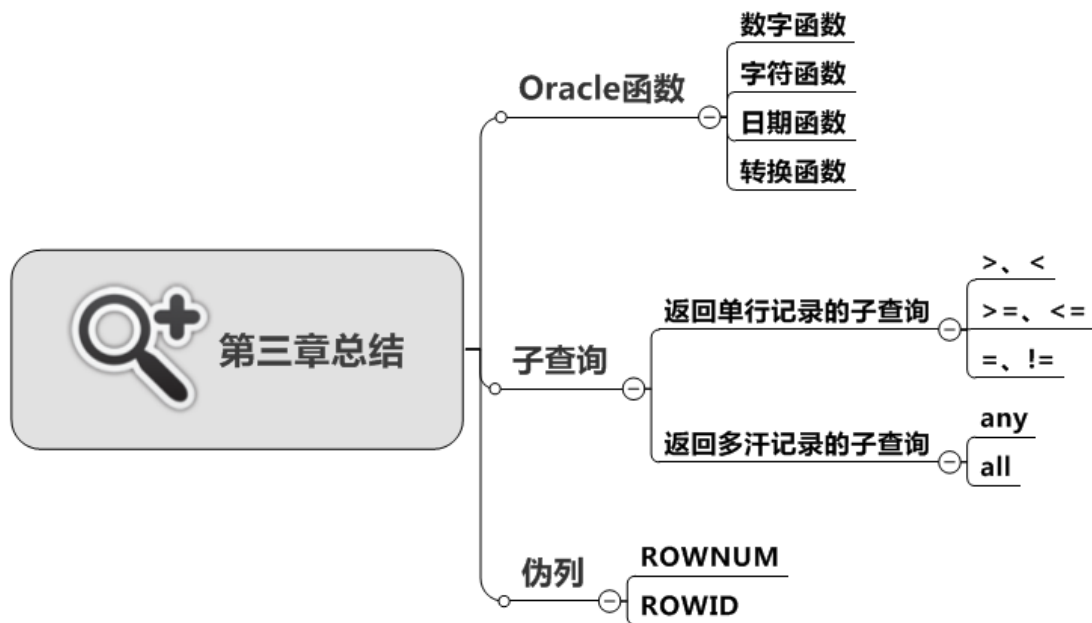 第三章总结
Oracle函数
数字函数
字符函数
日期函数
转换函数
子查询
返回单行记录的子查询
>、<
>=、<=
=、!=
返回多汗记录的子查询
any
all
伪列
ROWNUM
ROWID